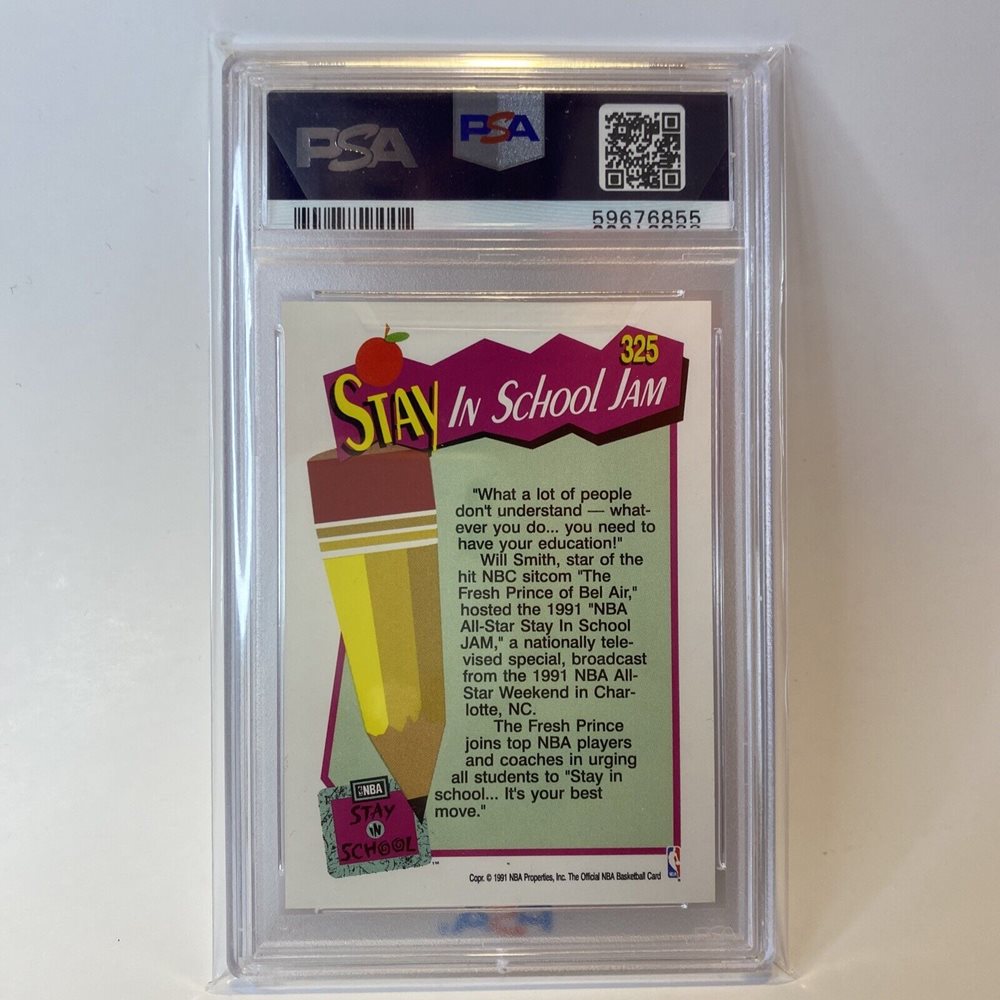 PSA
PSA
59676855
325
STAY IN SCHOOL JAM
"What a lot of people
don't understand — what-
ever you do... you need to
have your education!"
Will Smith, star of the
hit NBC sitcom "The
Fresh Prince of Bel Air,"
hosted the 1991 "NBA
All-Star Stay In School
JAM," a nationally tele-
vised special, broadcast
from the 1991 NBA All-
Star Weekend in Char-
lotte, NC.
The Fresh Prince
joins top NBA players
and coaches in urging
all students to "Stay in
school... It's your best
move."
NBA
STAY
IN
SCHOOL
TM
Copr. © 1991 NBA Properties, Inc. The Official NBA Basketball Card
NBA